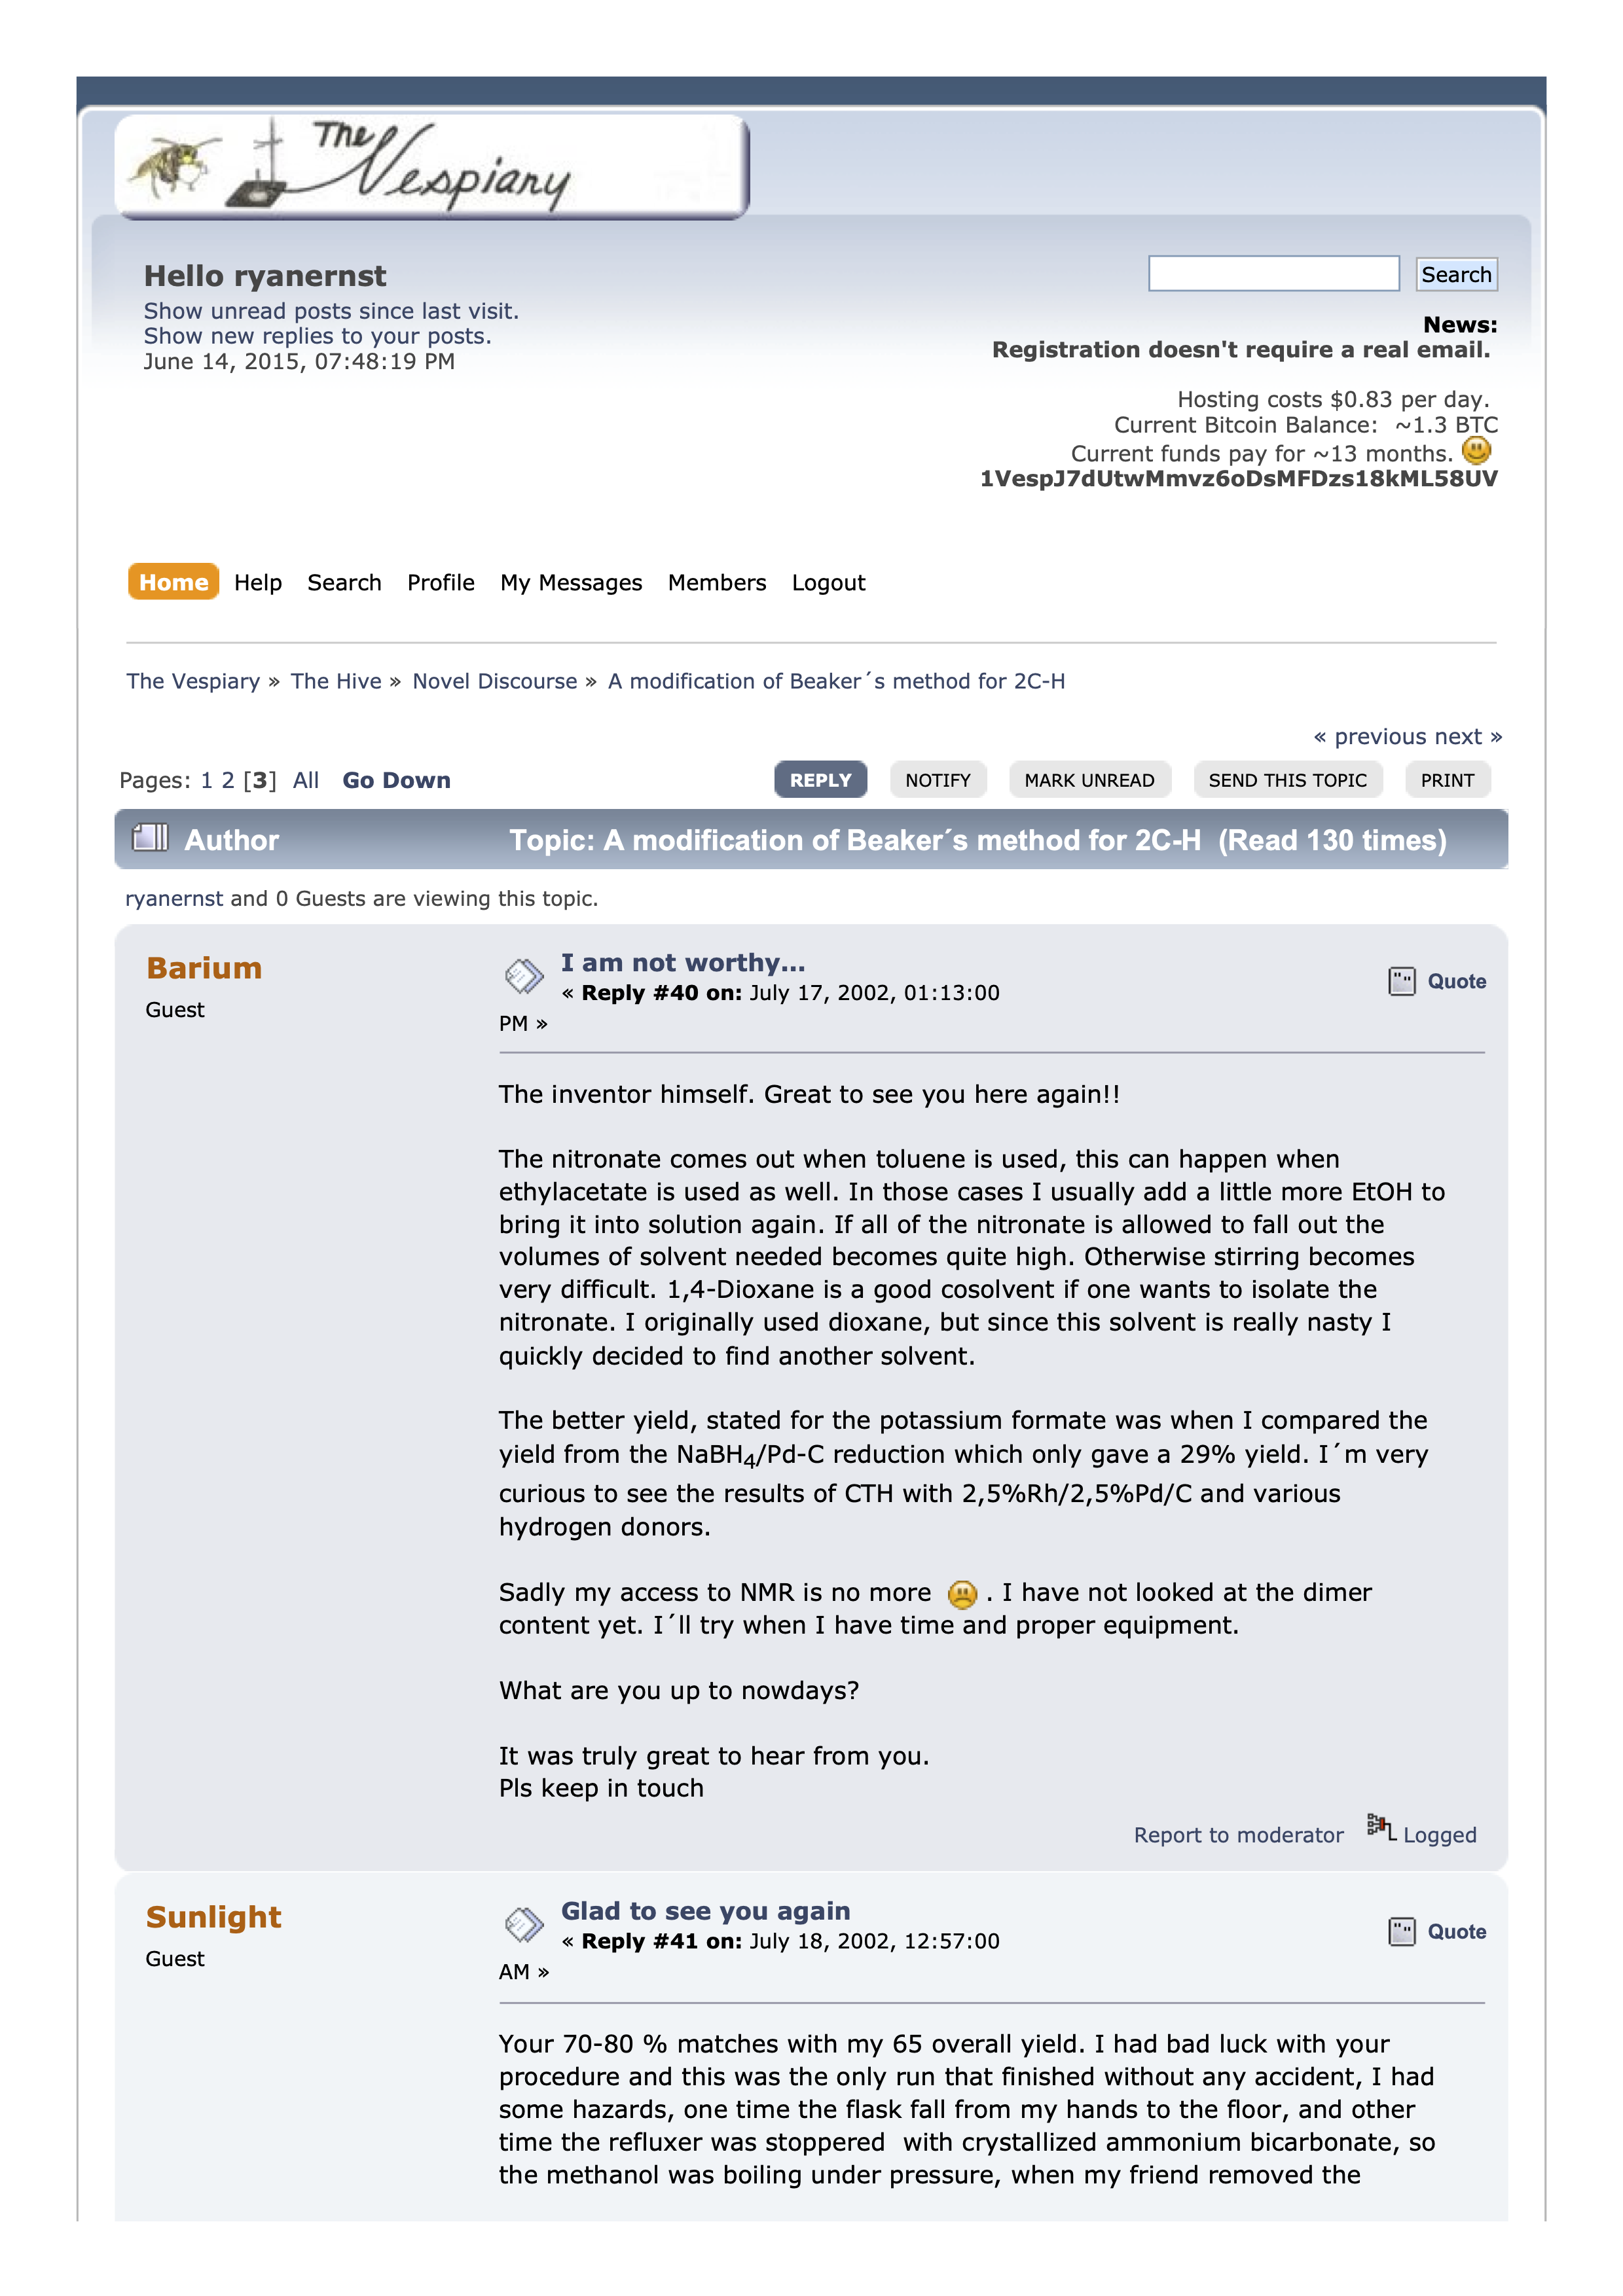 The Vespiary
Hello ryanernst
Show unread posts since last visit.
Show new replies to your posts.
June 14, 2015, 07:48:19 PM
Search
News:
Registration doesn't require a real email.
Hosting costs $0.83 per day.
Current Bitcoin Balance: ~1.3 BTC
Current funds pay for ~13 months.
1VespJ7dUtwMmvz6oDsMFDzs18kML58UV
Home Help Search Profile My Messages Members Logout
The Vespiary » The Hive » Novel Discourse » A modification of Beaker´s method for 2C-H
« previous next »
Pages: 1 2 [3] All Go Down REPLY NOTIFY MARK UNREAD SEND THIS TOPIC PRINT
Author Topic: A modification of Beaker´s method for 2C-H (Read 130 times)
ryanernst and 0 Guests are viewing this topic.
Barium
Guest
I am not worthy...
« Reply #40 on: July 17, 2002, 01:13:00
PM »
Quote
The inventor himself. Great to see you here again!!
The nitronate comes out when toluene is used, this can happen when
ethylacetate is used as well. In those cases I usually add a little more EtOH to
bring it into solution again. If all of the nitronate is allowed to fall out the
volumes of solvent needed becomes quite high. Otherwise stirring becomes
very difficult. 1,4-Dioxane is a good cosolvent if one wants to isolate the
nitronate. I originally used dioxane, but since this solvent is really nasty I
quickly decided to find another solvent.
The better yield, stated for the potassium formate was when I compared the
yield from the NaBH4/Pd-C reduction which only gave a 29% yield. I´m very
curious to see the results of CTH with 2,5%Rh/2,5%Pd/C and various
hydrogen donors.
Sadly my access to NMR is no more . I have not looked at the dimer
content yet. I´ll try when I have time and proper equipment.
What are you up to nowdays?
It was truly great to hear from you.
Pls keep in touch
Report to moderator Logged
Sunlight
Guest
Glad to see you again
« Reply #41 on: July 18, 2002, 12:57:00
AM »
Quote
Your 70-80 % matches with my 65 overall yield. I had bad luck with your
procedure and this was the only run that finished without any accident, I had
some hazards, one time the flask fall from my hands to the floor, and other
time the refluxer was stoppered with crystallized ammonium bicarbonate, so
the methanol was boiling under pressure, when my friend removed the